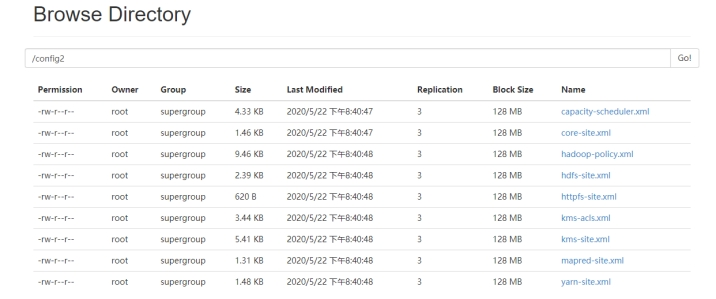 Browse Directory
/config2 Go!
Permission Owner Group Size Last Modified Replication Block Size Name
-rw-r--r-- root supergroup 4.33 KB 2020/5/22 下午8:40:47 3 128 MB capacity-scheduler.xml
-rw-r--r-- root supergroup 1.46 KB 2020/5/22 下午8:40:47 3 128 MB core-site.xml
-rw-r--r-- root supergroup 9.46 KB 2020/5/22 下午8:40:48 3 128 MB hadoop-policy.xml
-rw-r--r-- root supergroup 2.39 KB 2020/5/22 下午8:40:48 3 128 MB hdfs-site.xml
-rw-r--r-- root supergroup 620 B 2020/5/22 下午8:40:48 3 128 MB httpfs-site.xml
-rw-r--r-- root supergroup 3.44 KB 2020/5/22 下午8:40:48 3 128 MB kms-acls.xml
-rw-r--r-- root supergroup 5.41 KB 2020/5/22 下午8:40:48 3 128 MB kms-site.xml
-rw-r--r-- root supergroup 1.31 KB 2020/5/22 下午8:40:48 3 128 MB mapred-site.xml
-rw-r--r-- root supergroup 1.48 KB 2020/5/22 下午8:40:48 3 128 MB yarn-site.xml